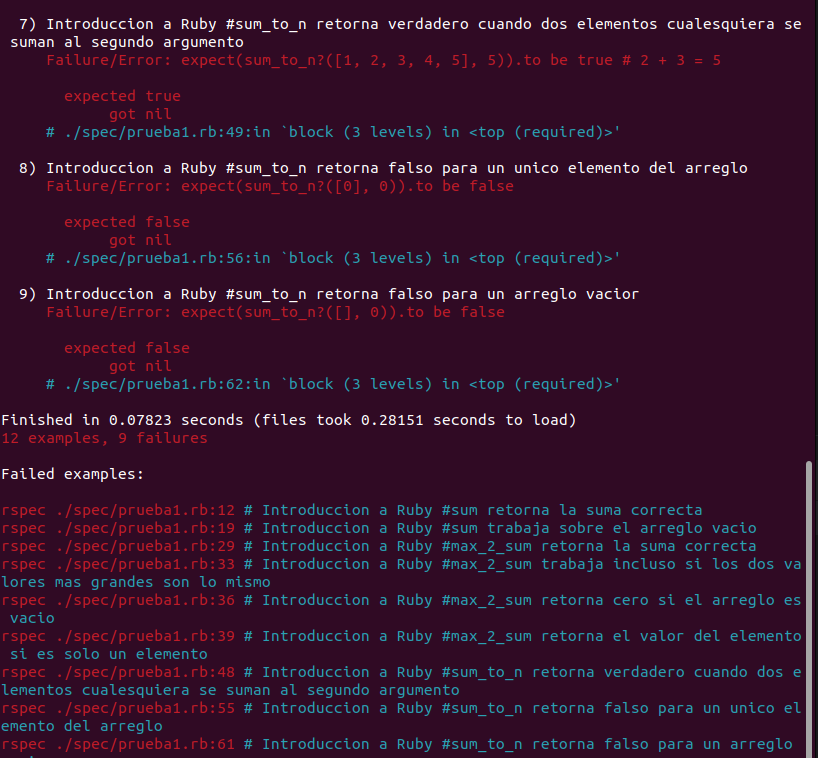 7) Introduccion a Ruby #sum_to_n retorna verdadero cuando dos elementos cualesquiera se
suman al segundo argumento
Failure/Error: expect(sum_to_n?([1, 2, 3, 4, 5], 5)).to be true # 2 + 3 = 5
expected true
got nil
# ./spec/prueba1.rb:49:in `block (3 levels) in <top (required)>'
8) Introduccion a Ruby #sum_to_n retorna falso para un unico elemento del arreglo
Failure/Error: expect(sum_to_n?([0], 0)).to be false
expected false
got nil
# ./spec/prueba1.rb:56:in `block (3 levels) in <top (required)>'
9) Introduccion a Ruby #sum_to_n retorna falso para un arreglo vacior
Failure/Error: expect(sum_to_n?([], 0)).to be false
expected false
got nil
# ./spec/prueba1.rb:62:in `block (3 levels) in <top (required)>'
Finished in 0.07823 seconds (files took 0.28151 seconds to load)
12 examples, 9 failures
Failed examples:
rspec ./spec/prueba1.rb:12 # Introduccion a Ruby #sum retorna la suma correcta
rspec ./spec/prueba1.rb:19 # Introduccion a Ruby #sum trabaja sobre el arreglo vacio
rspec ./spec/prueba1.rb:29 # Introduccion a Ruby #max_2_sum retorna la suma correcta
rspec ./spec/prueba1.rb:33 # Introduccion a Ruby #max_2_sum trabaja incluso si los dos va
lores mas grandes son lo mismo
rspec ./spec/prueba1.rb:36 # Introduccion a Ruby #max_2_sum retorna cero si el arreglo es
vacio
rspec ./spec/prueba1.rb:39 # Introduccion a Ruby #max_2_sum retorna el valor del elemento
si es solo un elemento
rspec ./spec/prueba1.rb:48 # Introduccion a Ruby #sum_to_n retorna verdadero cuando dos e
lementos cualesquiera se suman al segundo argumento
rspec ./spec/prueba1.rb:55 # Introduccion a Ruby #sum_to_n retorna falso para un unico el
emento del arreglo
rspec ./spec/prueba1.rb:61 # Introduccion a Ruby #sum_to_n retorna falso para un arreglo